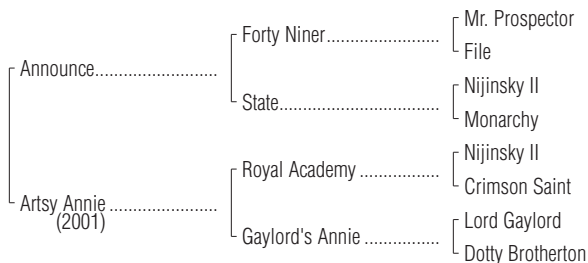 Mr. Prospector
Forty Niner........................
File
Announce..........................
Nijinsky II
State...................................
Monarchy
Nijinsky II
Royal Academy .................
Crimson Saint
Artsy Annie .......................
(2001)
Lord Gaylord
Gaylord's Annie ................
Dotty Brotherton